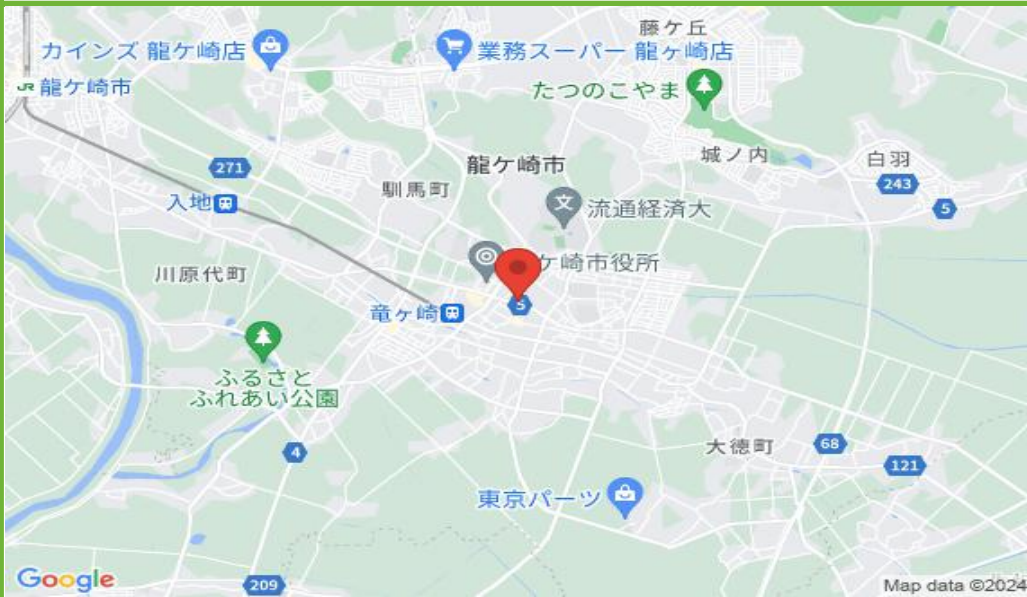 藤ケ丘
カインズ 龍ケ崎店
業務スーパー 龍ヶ崎店
JR 龍ケ崎市
たつのこやま
城ノ内
白羽
龍ケ崎市
271
馴馬町
243
入地
流通経済大
5
ケ崎市役所
川原代町
竜ヶ崎
5
ふるさと
ふれあい公園
大徳町
68
4
121
東京パーツ
Google
209
Map data ©2024